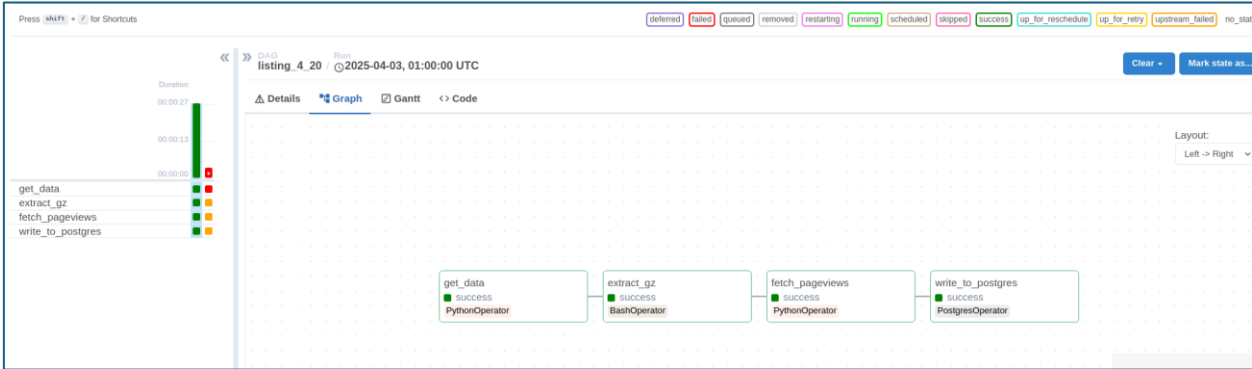 Press shift + / for Shortcuts
deferred failed queued removed restarting running scheduled skipped success up_for_reschedule up_for_retry upstream_failed no_stat
« » DAG Run
listing_4_20 / 2025-04-03, 01:00:00 UTC
Clear Mark state as...
Duration
Details Graph Gantt <> Code
00:00:27
00:00:13
00:00:00
Layout:
Left -> Right
get_data
extract_gz
fetch_pageviews
write_to_postgres
get_data extract_gz fetch_pageviews write_to_postgres
success success success success
PythonOperator BashOperator PythonOperator PostgresOperator